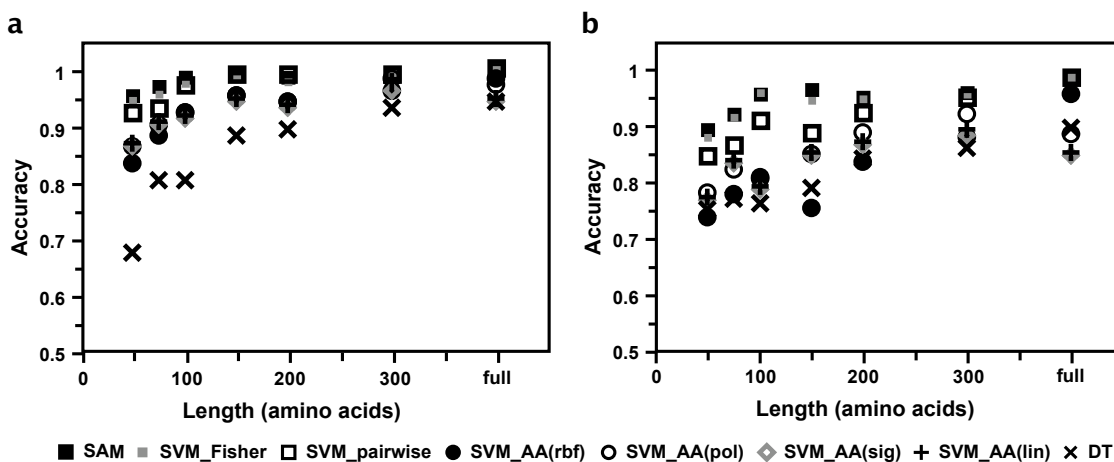 a
Accuracy
1
0.9
0.8
0.7
0.6
0.5
0
100
200
300
full
Length (amino acids)
b
Accuracy
1
0.9
0.8
0.7
0.6
0.5
0
100
200
300
full
Length (amino acids)
SAM SVM_Fisher SVM_pairwise SVM_AA(rbf) SVM_AA(pol) SVM_AA(sig) SVM_AA(lin) DT